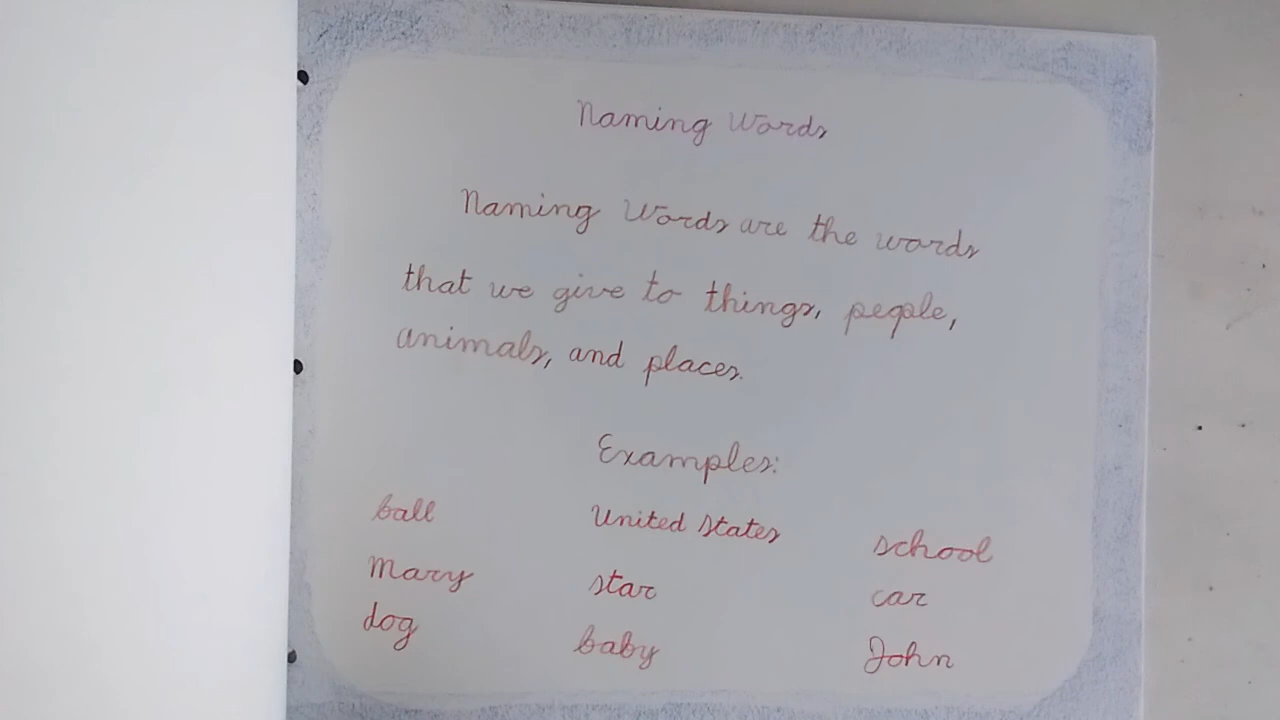 Naming Words
Naming Words are the words
that we give to things, people,
animals, and places.
Examples:
ball United States school
Mary star car
dog baby John